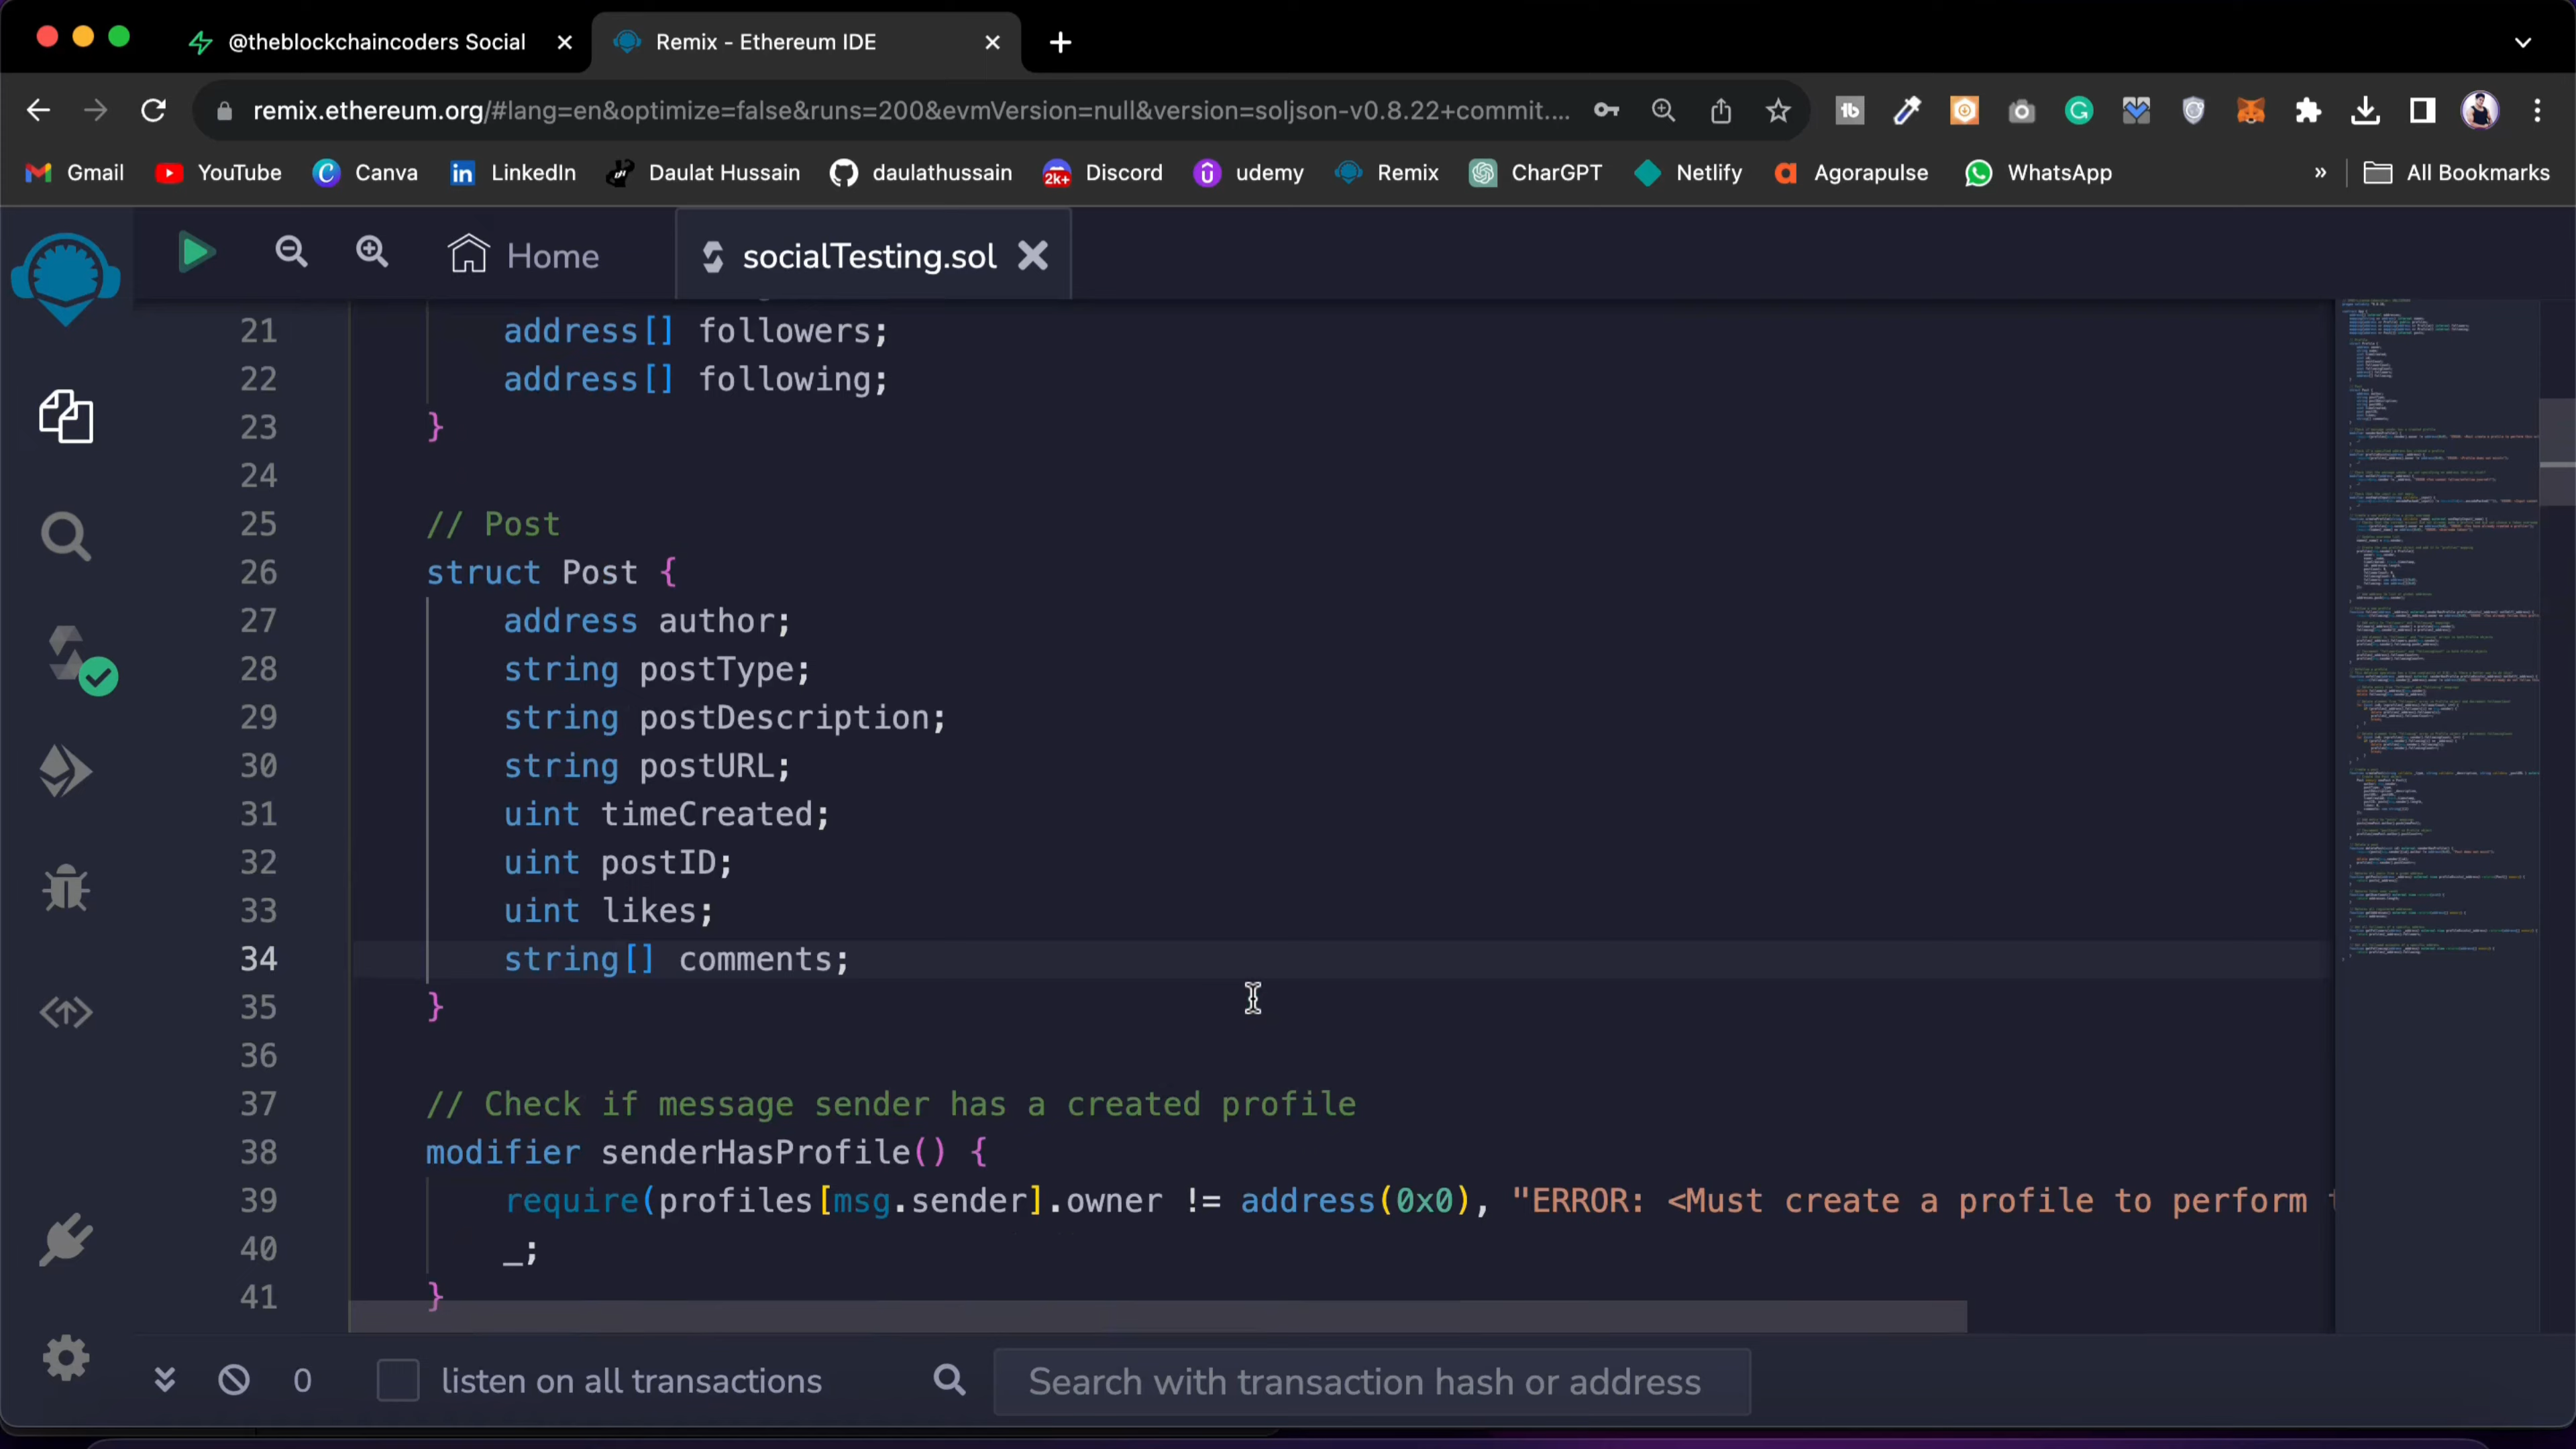 @theblockchaincoders Social
Remix - Ethereum IDE
remix.ethereum.org/#lang=en&optimize=false&runs=200&evmVersion=null&version=soljson-v0.8.22+commit....
Gmail YouTube Canva LinkedIn Daulat Hussain daulathussain 2k+ Discord udemy Remix CharGPT Netlify Agorapulse WhatsApp » All Bookmarks
Home socialTesting.sol
21 address[] followers;
22 address[] following;
23 }
24
25 // Post
26 struct Post {
27 address author;
28 string postType;
29 string postDescription;
30 string postURL;
31 uint timeCreated;
32 uint postID;
33 uint likes;
34 string[] comments;
35 }
36
37 // Check if message sender has a created profile
38 modifier senderHasProfile() {
39 require(profiles[msg.sender].owner != address(0x0), "ERROR: <Must create a profile to perform
40 _;
41 }
0 listen on all transactions Search with transaction hash or address